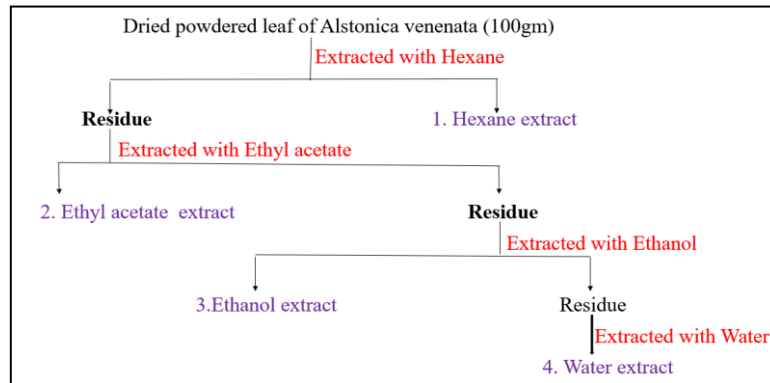 Dried powdered leaf of Alstonica venenata (100gm)
Extracted with Hexane
Residue
1. Hexane extract
Extracted with Ethyl acetate
2. Ethyl acetate extract
Residue
Extracted with Ethanol
3.Ethanol extract
Residue
Extracted with Water
4. Water extract